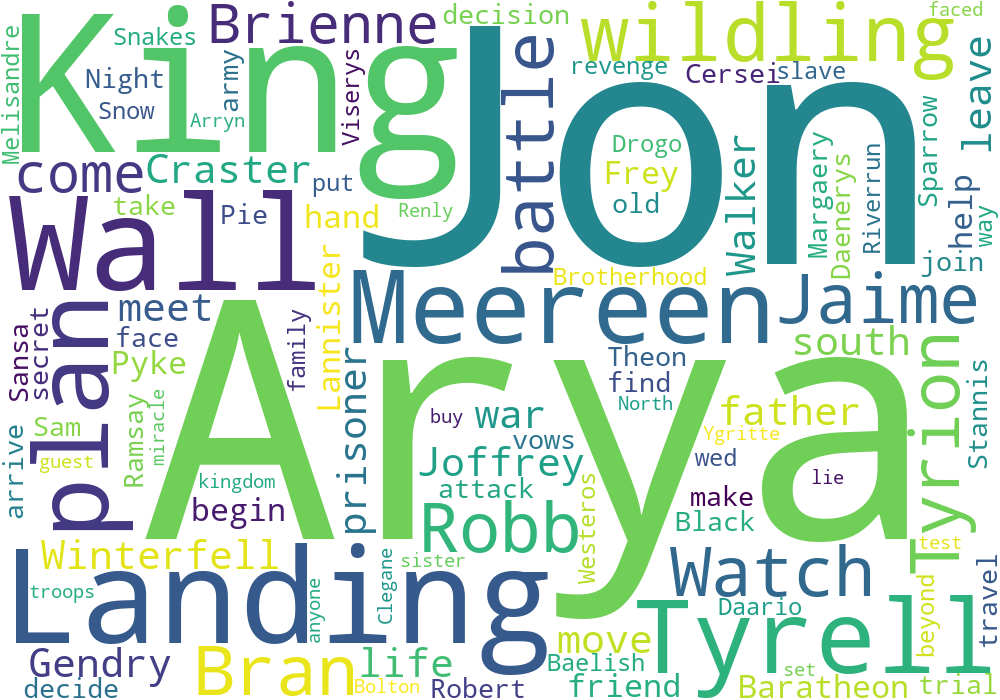 Melisandre
Snakes
Brienne
decision
wildling
faced
King
Jon
Night
army
Viserys
battle
revenge
Cersei
slave
leave
Snow
Arryn
come
Craster
put
Drogo
Frey
old
Walker
Margaery
Daenerys
Riverrun
Sparrow
help
way
Wall
take
Pie
hand
Renly
join
Brotherhood
plan
meet
Lannister
Meereen
Jaime
face
family
secret
Sansa
Pyke
prisoner
Theon
find
south
Tyrion
Stannis
Arya
North
father
Sam
Ramsay
miracle
buy
war
vows
Ygritte
arrive
guest
kingdom
Joffrey
attack
wed
lie
begin
Robb
make
Black
Winterfell
Westeros
Watch
test
Landing
troops
anyone
Clegane
sister
Daario
beyond
travel
Gendry
Bran
life
move
Baelish
Tyrell
set
decide
Bolton
Robert
friend
Baratheon
trial